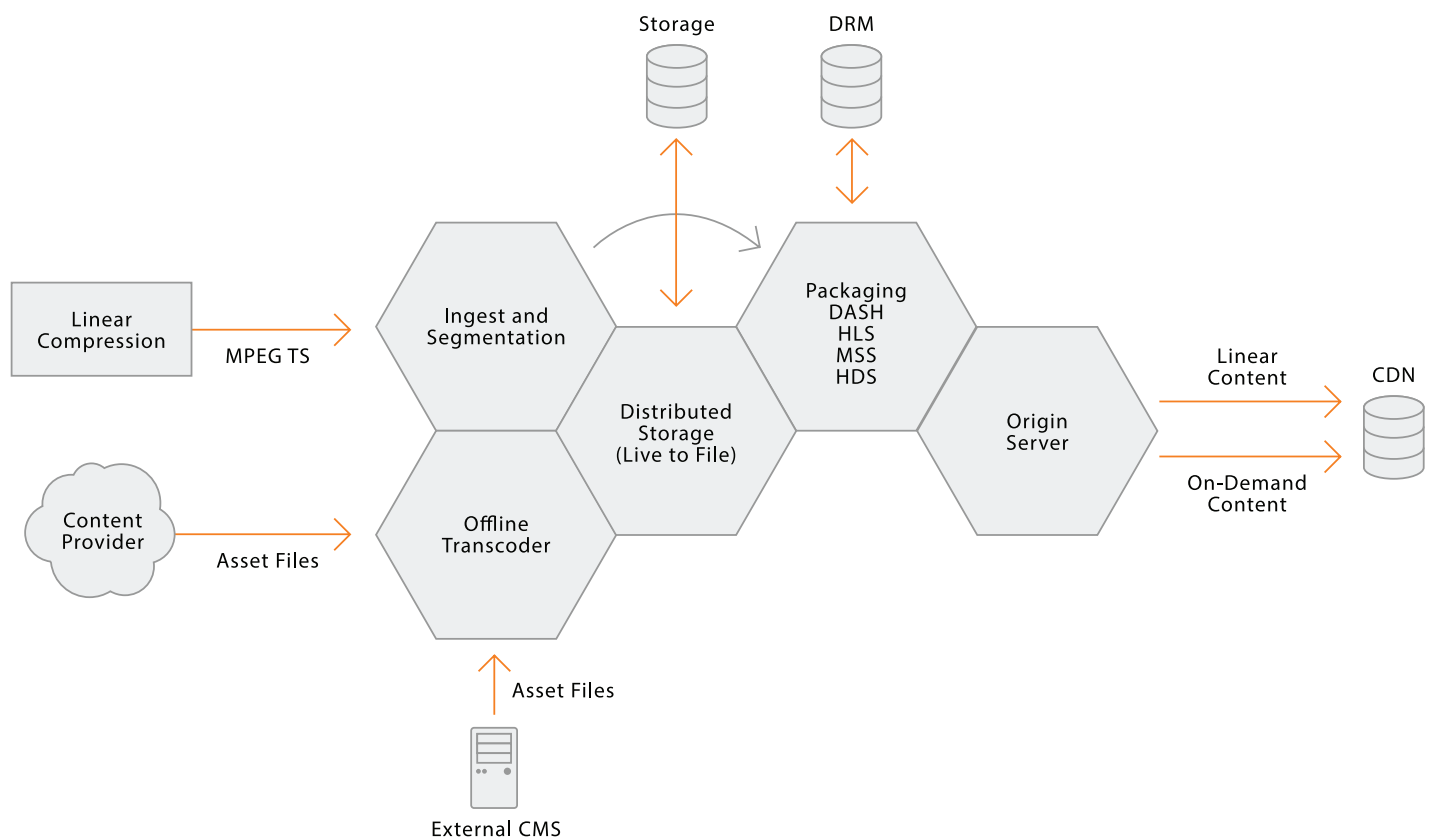 Storage
DRM
Linear
Compression
MPEG TS
Ingest and
Segmentation
Packaging
DASH
HLS
MSS
HDS
Distributed
Storage
(Live to File)
Origin
Server
Linear
Content
CDN
On-Demand
Content
Content
Provider
Asset Files
Offline
Transcoder
Asset Files
External CMS